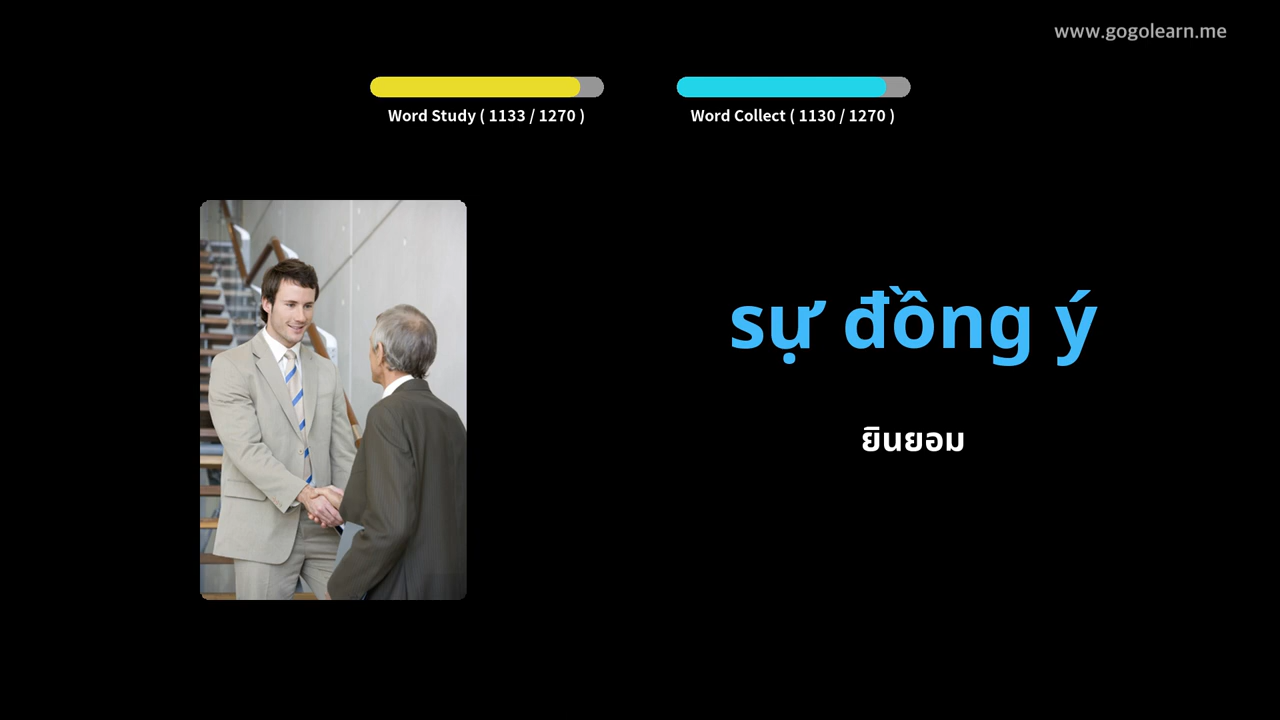 www.gogolearn.me
Word Study ( 1133 / 1270 )
Word Collect ( 1130 / 1270 )
sự đồng ý
ยินยอม